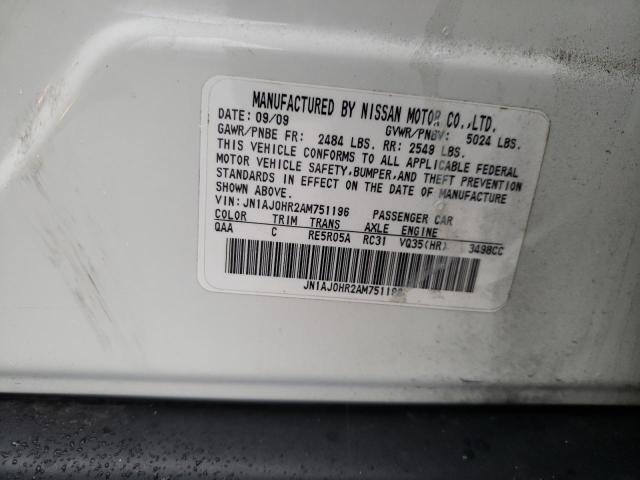 MANUFACTURED BY NISSAN MOTOR CO.,LTD.
DATE: 09/09 GVWR/PNBV: 5024 LBS.
GAWR/PNBE FR: 2484 LBS. RR: 2549 LBS.
THIS VEHICLE CONFORMS TO ALL APPLICABLE FEDERAL
MOTOR VEHICLE SAFETY,BUMPER,AND THEFT PREVENTION
STANDARDS IN EFFECT ON THE DATE OF MANUFACTURE
SHOWN ABOVE.
VIN: JN1AJ0HR2AM751196 PASSENGER CAR
COLOR TRIM TRANS AXLE ENGINE
QAA C RE5R05A RC31 VQ35(HR) 3498CC
JN1AJ0HR2AM751196